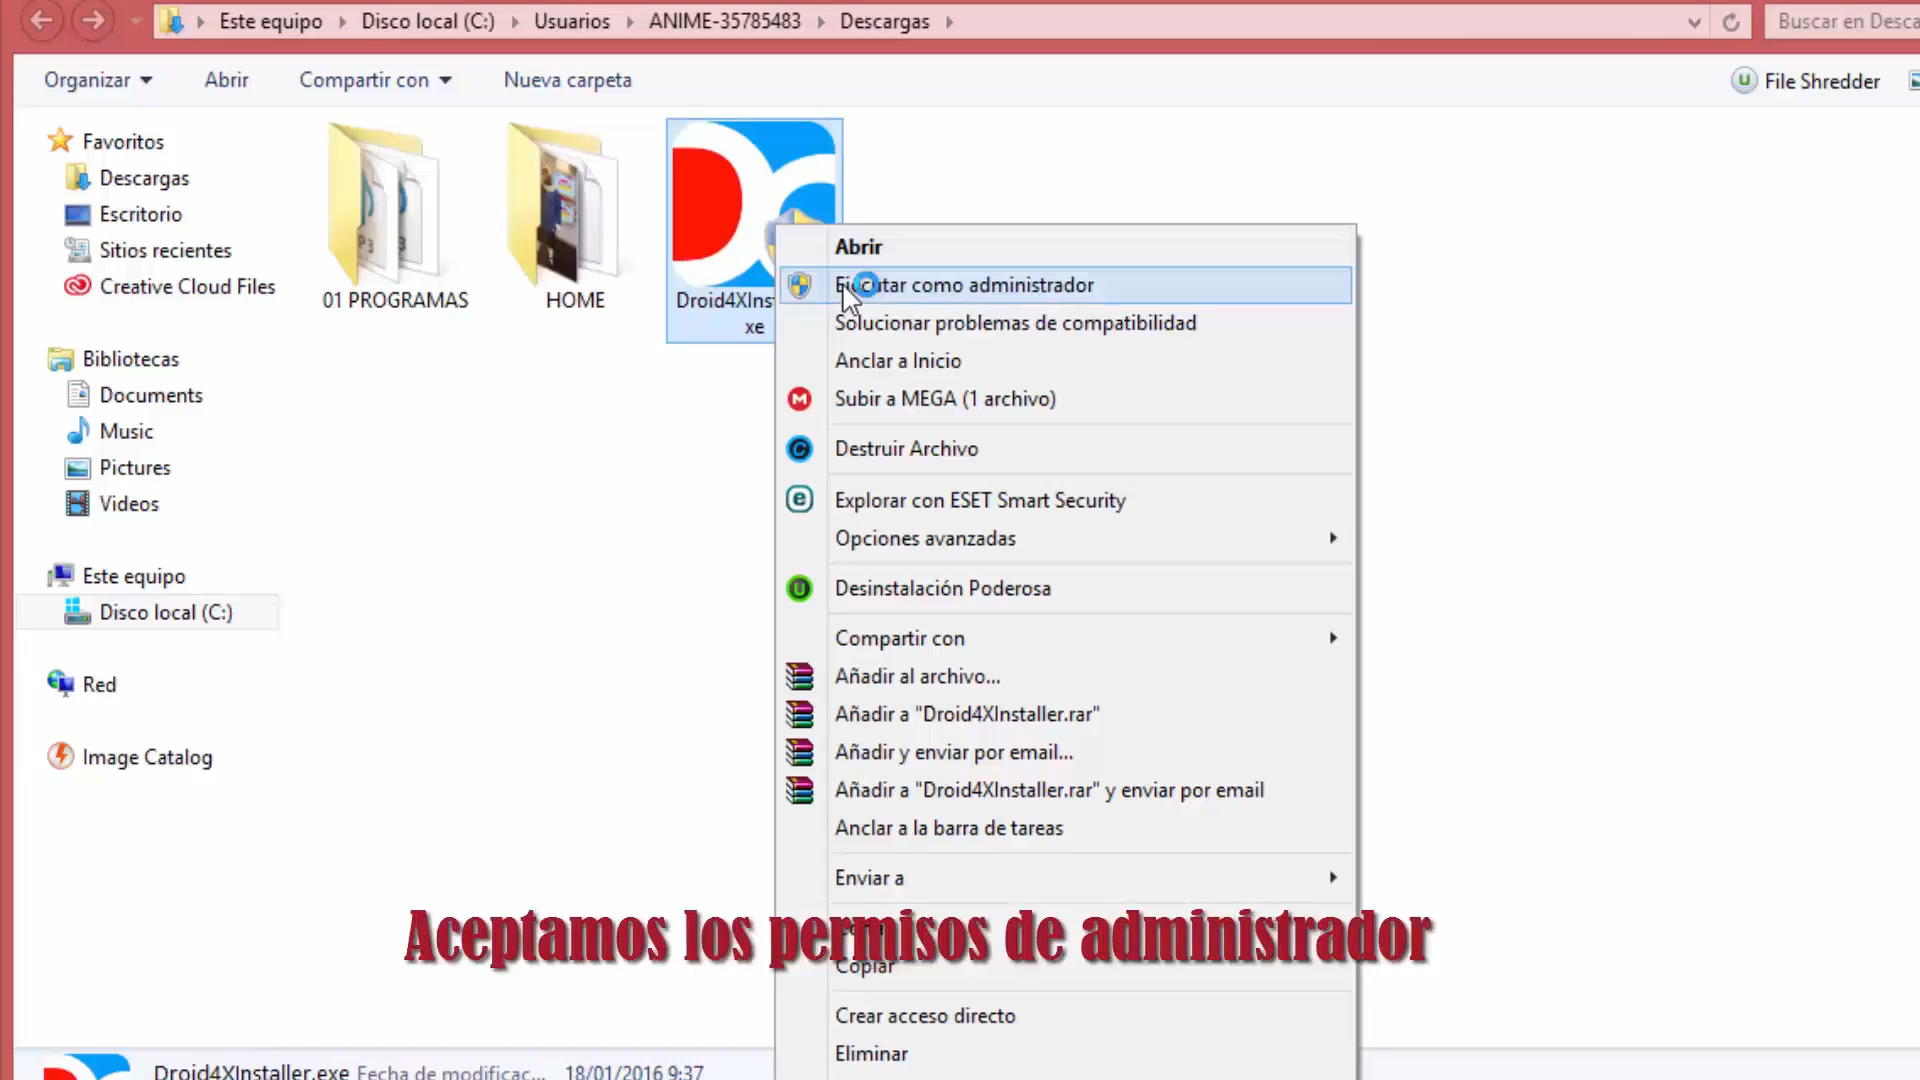 Este equipo
Disco local (C:)
Usuarios
ANIME-35785483
Descargas
Buscar en Desca
Organizar
Abrir
Compartir con
Nueva carpeta
File Shredder
Favoritos
Descargas
Escritorio
Sitios recientes
Creative Cloud Files
Bibliotecas
Documents
Music
Pictures
Videos
Este equipo
Disco local (C:)
Red
Image Catalog
01 PROGRAMAS
HOME
Droid4XIns
xe
Abrir
Ejecutar como administrador
Solucionar problemas de compatibilidad
Anclar a Inicio
Subir a MEGA (1 archivo)
Destruir Archivo
Explorar con ESET Smart Security
Opciones avanzadas
Desinstalación Poderosa
Compartir con
Añadir al archivo...
Añadir a "Droid4XInstaller.rar"
Añadir y enviar por email...
Añadir a "Droid4XInstaller.rar" y enviar por email
Anclar a la barra de tareas
Enviar a
Aceptamos los permisos de administrador
Copiar
Crear acceso directo
Eliminar
Droid4XInstaller.exe Fecha de modificac... 18/01/2016 9:37